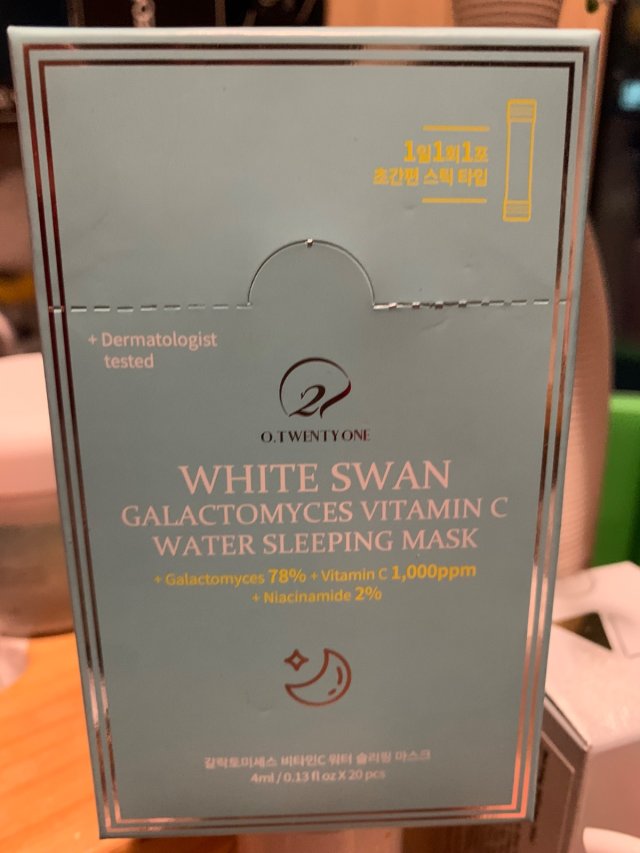 1일1회1포
초간편 스틱 타입
+ Dermatologist
tested
2
O.TWENTYONE
WHITE SWAN
GALACTOMYCES VITAMIN C
WATER SLEEPING MASK
+ Galactomyces 78% + Vitamin C 1,000ppm
+ Niacinamide 2%
갈락토미세스 비타민C 워터 슬리핑 마스크
4ml / 0.13 fl oz X 20 pcs